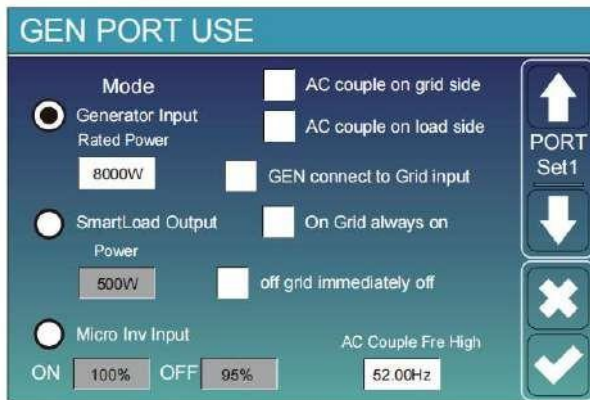 GEN PORT USE
Mode
AC couple on grid side
Generator Input
Rated Power
AC couple on load side
PORT
Set1
8000W
GEN connect to Grid input
SmartLoad Output
On Grid always on
Power
500W
off grid immediately off
Micro Inv Input
AC Couple Fre High
ON 100% OFF 95%
52.00Hz